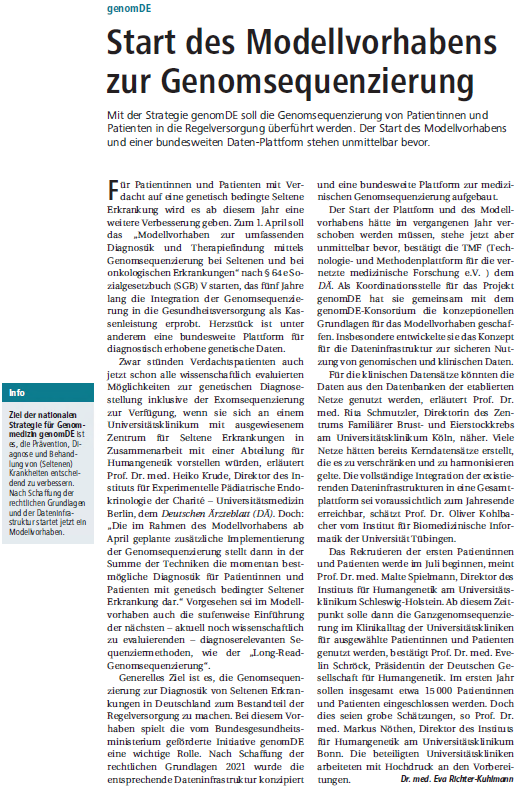 genomDE
Start des Modellvorhabens
zur Genomsequenzierung
Mit der Strategie genomDE soll die Genomsequenzierung von Patientinnen und
Patienten in die Regelversorgung überführt werden. Der Start des Modellvorhabens
und einer bundesweiten Daten-Plattform stehen unmittelbar bevor.
Für Patientinnen und Patienten mit Ver-
dacht auf eine genetisch bedingte Seltene
Erkrankung wird es ab diesem Jahr eine
weitere Verbesserung geben. Zum 1. April soll
das „Modellvorhaben zur umfassenden
Diagnostik und Therapiefindung mittels
Genomsequenzierung bei Seltenen und bei
onkologischen Erkrankungen“ nach § 64e So-
zialgesetzbuch (SGB) V starten, das fünf Jahre
lang die Integration der Genomsequenzie-
rung in die Gesundheitsversorgung als Kas-
senleistung erprobt. Herzstück ist unter
anderem eine bundesweite Plattform für
diagnostisch erhobene genetische Daten.
Zwar stünden Verdachtspatienten auch
jetzt schon alle wissenschaftlich evaluierten
Möglichkeiten zur genetischen Diagnose-
stellung inklusive der Exomsequenzierung
zur Verfügung, wenn sie sich an einem
Universitätsklinikum mit ausgewiesenem
Zentrum für Seltene Erkrankungen in
Zusammenarbeit mit einer Abteilung für
Humangenetik vorstellen würden, erläutert
Prof. Dr. med. Heiko Krude, Direktor des Ins-
tituts für Experimentelle Pädiatrische Endo-
krinologie der Charité – Universitätsmedizin
Berlin, dem Deutschen Ärzteblatt (DÄ). Doch:
„Die im Rahmen des Modellvorhabens ab
April geplante zusätzliche Implementierung
der Genomsequenzierung stellt dann in der
Summe der Techniken die momentan best-
mögliche Diagnostik für Patientinnen und
Patienten mit genetisch bedingter Seltener
Erkrankung dar.“ Vorgesehen sei im Modell-
vorhaben auch die stufenweise Einführung
der nächsten – aktuell noch wissenschaftlich
zu evaluierenden – diagnoserelevanten Se-
quenziermethoden, wie der „Long-Read-
Genomsequenzierung“.
Generelles Ziel ist es, die Genomsequen-
zierung zur Diagnostik von Seltenen Erkran-
kungen in Deutschland zum Bestandteil der
Regelversorgung zu machen. Bei diesem Vor-
haben spielt die vom Bundesgesundheits-
ministerium geförderte Initiative genomDE
eine wichtige Rolle. Nach Schaffung der
rechtlichen Grundlagen 2021 wurde die
entsprechende Dateninfrastruktur konzipiert
und eine bundesweite Plattform zur medizi-
nischen Genomsequenzierung aufgebaut.
Der Start der Plattform und des Modell-
vorhabens hätte im vergangenen Jahr ver-
schoben werden müssen, stehe jetzt aber
unmittelbar bevor, bestätigt die TMF (Tech-
nologie- und Methodenplattform für die ver-
netzte medizinische Forschung e.V. ) dem
DÄ. Als Koordinationsstelle für das Projekt
genomDE hat sie gemeinsam mit dem
genomDE-Konsortium die konzeptionellen
Grundlagen für das Modellvorhaben geschaf-
fen. Insbesondere entwickelte sie das Konzept
für die Dateninfrastruktur zur sicheren Nut-
zung von genomischen und klinischen Daten.
Für die klinischen Datensätze könnten die
Daten aus den Datenbanken der etablierten
Netze genutzt werden, erläutert Prof. Dr.
med. Rita Schmutzler, Direktorin des Zen-
trums Familiärer Brust- und Eierstockkrebs
am Universitätsklinikum Köln, näher. Viele
Netze hätten bereits Kerndatensätze erstellt,
die es zu verschränken und zu harmonisieren
gelte. Die vollständige Integration der existie-
renden Dateninfrastrukturen in eine Gesamt-
plattform sei voraussichtlich zum Jahresende
erreichbar, schätzt Prof. Dr. Oliver Kohlba-
cher vom Institut für Biomedizinische Infor-
matik der Universität Tübingen.
Das Rekrutieren der ersten Patientinnen
und Patienten werde im Juli beginnen, meint
Prof. Dr. med. Malte Spielmann, Direktor des
Instituts für Humangenetik am Universitäts-
klinikum Schleswig-Holstein. Ab diesem Zeit-
punkt solle dann die Ganzgenomsequenzie-
rung im Klinikalltag der Universitätskliniken
für ausgewählte Patientinnen und Patienten
genutzt werden, bestätigt Prof. Dr. med. Eve-
lin Schröck, Präsidentin der Deutschen Ge-
sellschaft für Humangenetik. Im ersten Jahr
sollen insgesamt etwa 15 000 Patientinnen
und Patienten eingeschlossen werden. Doch
dies seien grobe Schätzungen, so Prof. Dr.
med. Markus Nöthen, Direktor des Instituts
für Humangenetik am Universitätsklinikum
Bonn. Die beteiligten Universitätskliniken
arbeiteten mit Hochdruck an den Vorberei-
tungen. Dr. med. Eva Richter-Kuhlmann
Info
Ziel der nationalen
Strategie für Genom-
medizin genomDE ist
es, die Prävention, Di-
agnose und Behand-
lung von (Seltenen)
Krankheiten entschei-
dend zu verbessern.
Nach Schaffung der
rechtlichen Grundlagen
und der Dateninfra-
struktur startet jetzt ein
Modellvorhaben.